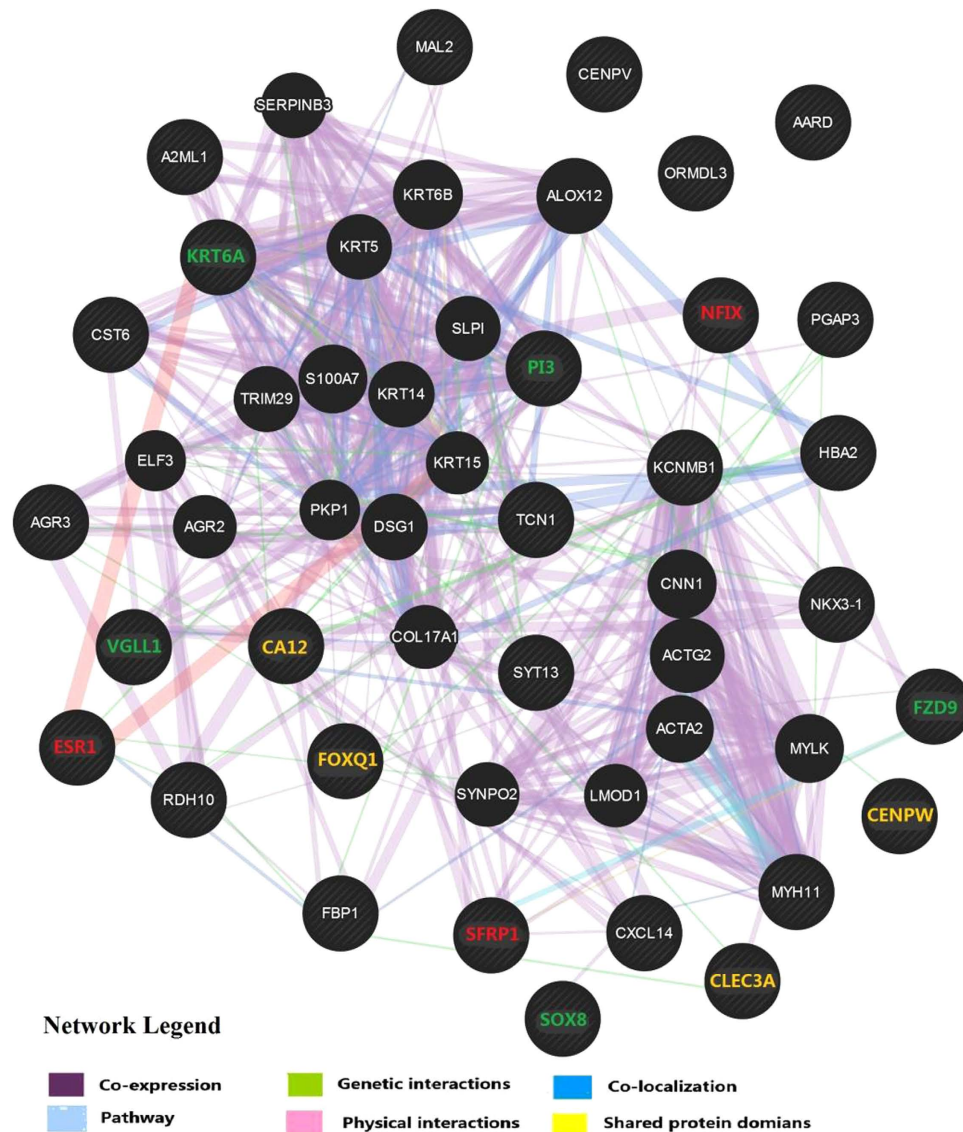 MAL2
CENPV
SERPINB3
AARD
A2ML1
ORMDL3
KRT6B
ALOX12
KRT5
KRT6A
NFIX
PGAP3
CST6
SLPI
PI3
S100A7
KRT14
TRIM29
ELF3
KRT15
KCNMB1
HBA2
AGR3
AGR2
PKP1
DSG1
TCN1
CNN1
NKX3-1
VGLL1
CA12
COL17A1
ACTG2
SYT13
FZD9
ESR1
FOXQ1
ACTA2
MYLK
RDH10
SYNPO2
LMOD1
CENPW
MYH11
FBP1
SFRP1
CXCL14
CLEC3A
SOX8
Network Legend
Co-expression
Genetic interactions
Co-localization
Pathway
Physical interactions
Shared protein domians